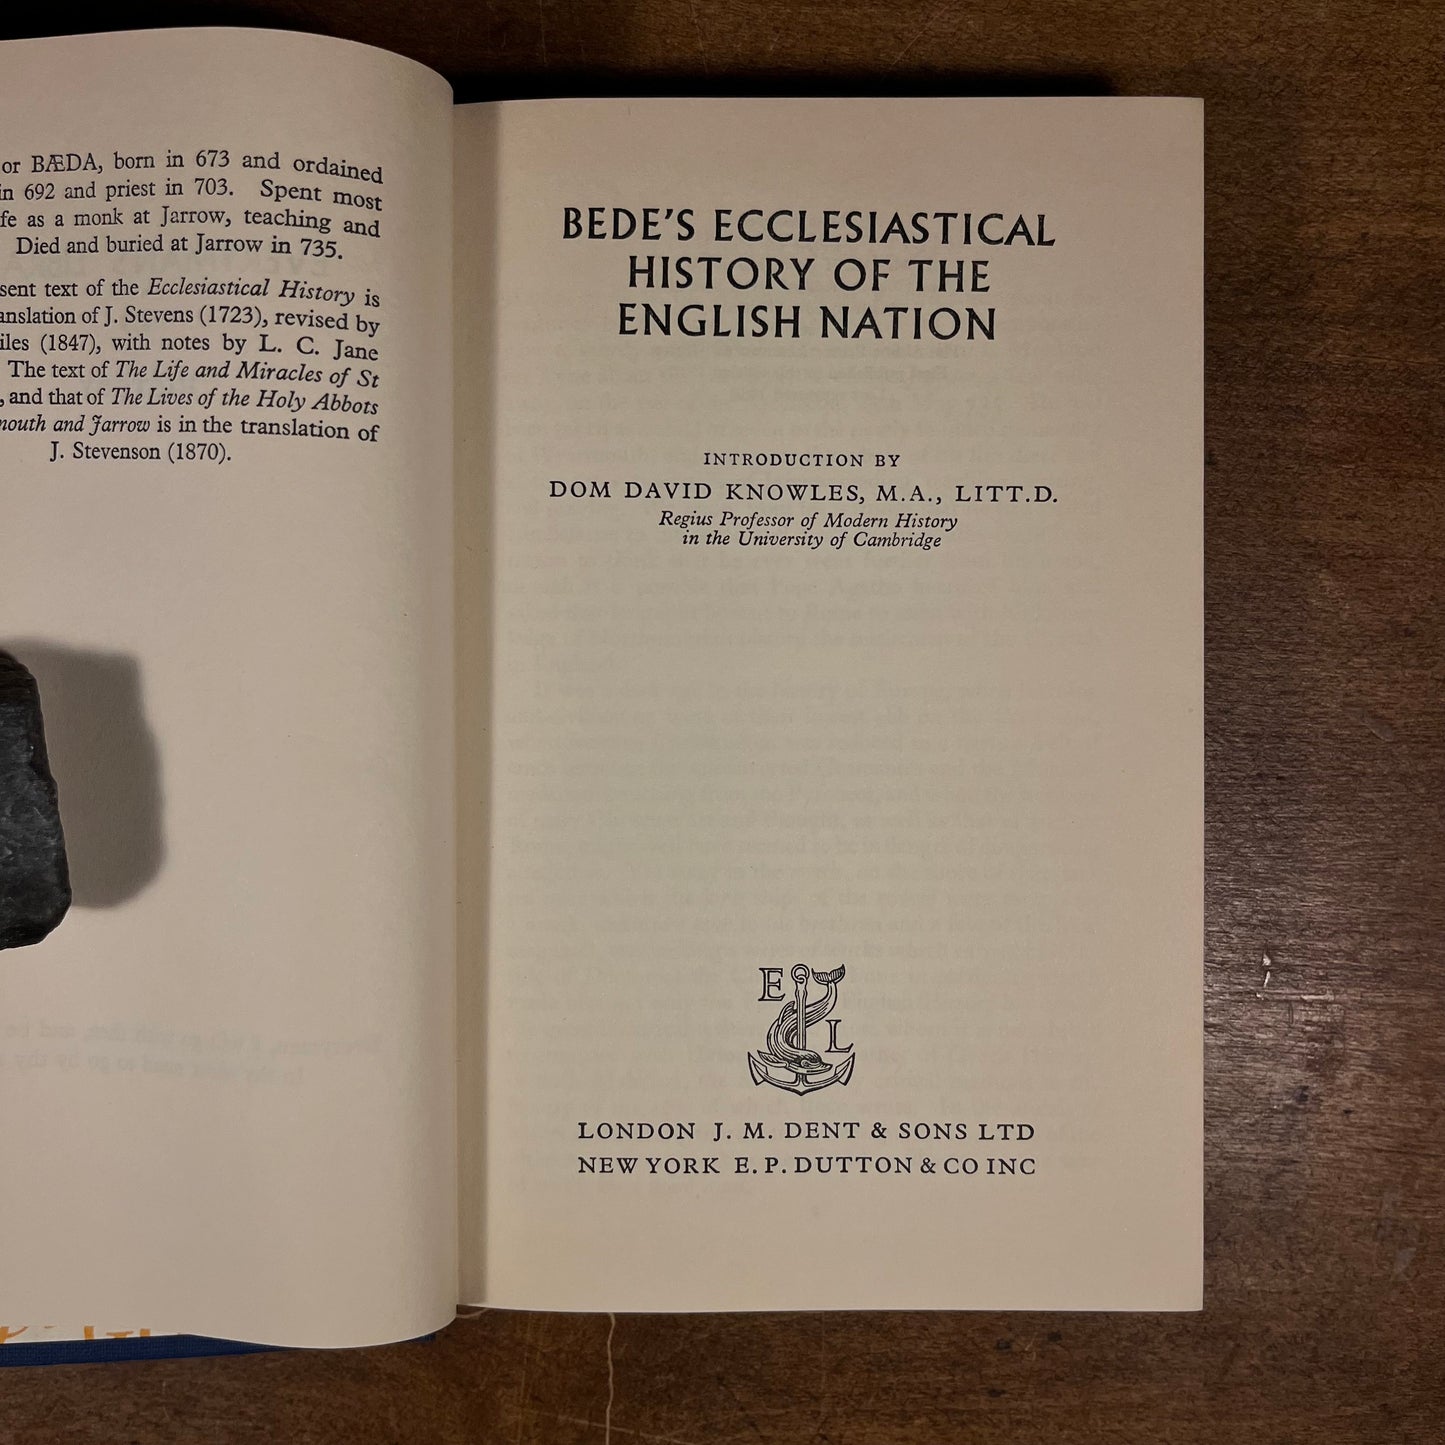 or BÆDA, born in 673 and ordained
in 692 and priest in 703. Spent most
fe as a monk at Jarrow, teaching and
Died and buried at Jarrow in 735.
sent text of the Ecclesiastical History is
anslation of J. Stevens (1723), revised by
iles (1847), with notes by L. C. Jane
The text of The Life and Miracles of St
, and that of The Lives of the Holy Abbots
mouth and Jarrow is in the translation of
J. Stevenson (1870).
BEDE'S ECCLESIASTICAL
HISTORY OF THE
ENGLISH NATION
INTRODUCTION BY
DOM DAVID KNOWLES, M.A., LITT.D.
Regius Professor of Modern History
in the University of Cambridge
E
L
LONDON J. M. DENT & SONS LTD
NEW YORK E. P. DUTTON & CO INC